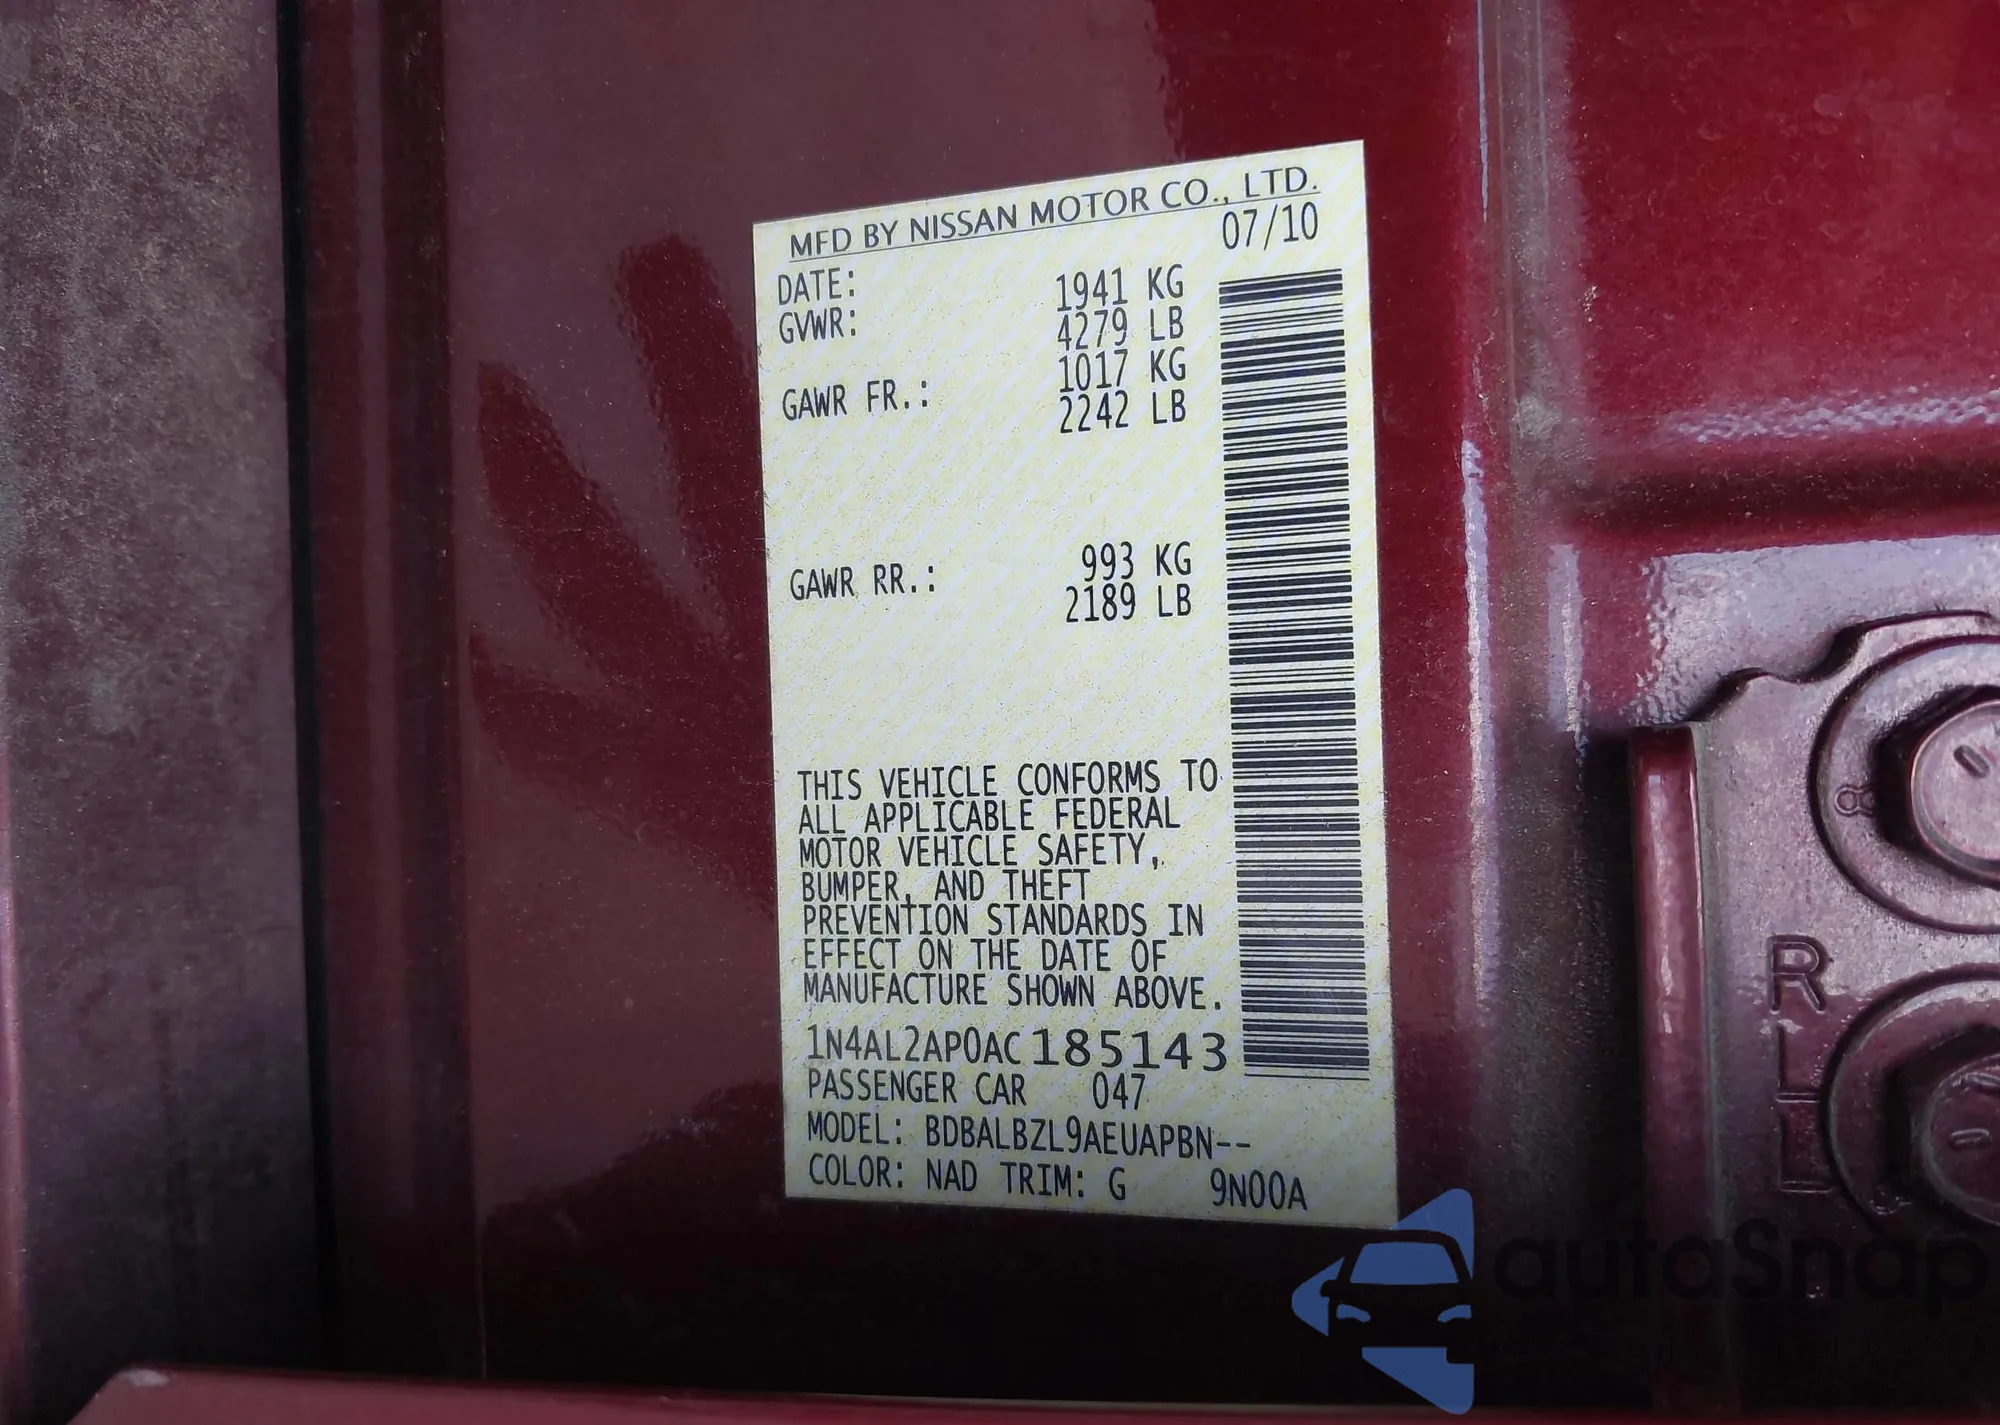 MFD BY NISSAN MOTOR CO., LTD.
DATE: 07/10
GVWR: 1941 KG
4279 LB
GAWR FR.: 1017 KG
2242 LB
GAWR RR.: 993 KG
2189 LB
THIS VEHICLE CONFORMS TO
ALL APPLICABLE FEDERAL
MOTOR VEHICLE SAFETY,
BUMPER, AND THEFT
PREVENTION STANDARDS IN
EFFECT ON THE DATE OF
MANUFACTURE SHOWN ABOVE.
1N4AL2AP0AC185143
PASSENGER CAR 047
MODEL: BDBALBZL9AEUAPBN--
COLOR: NAD TRIM: G 9N00A
8
R
autoSnap